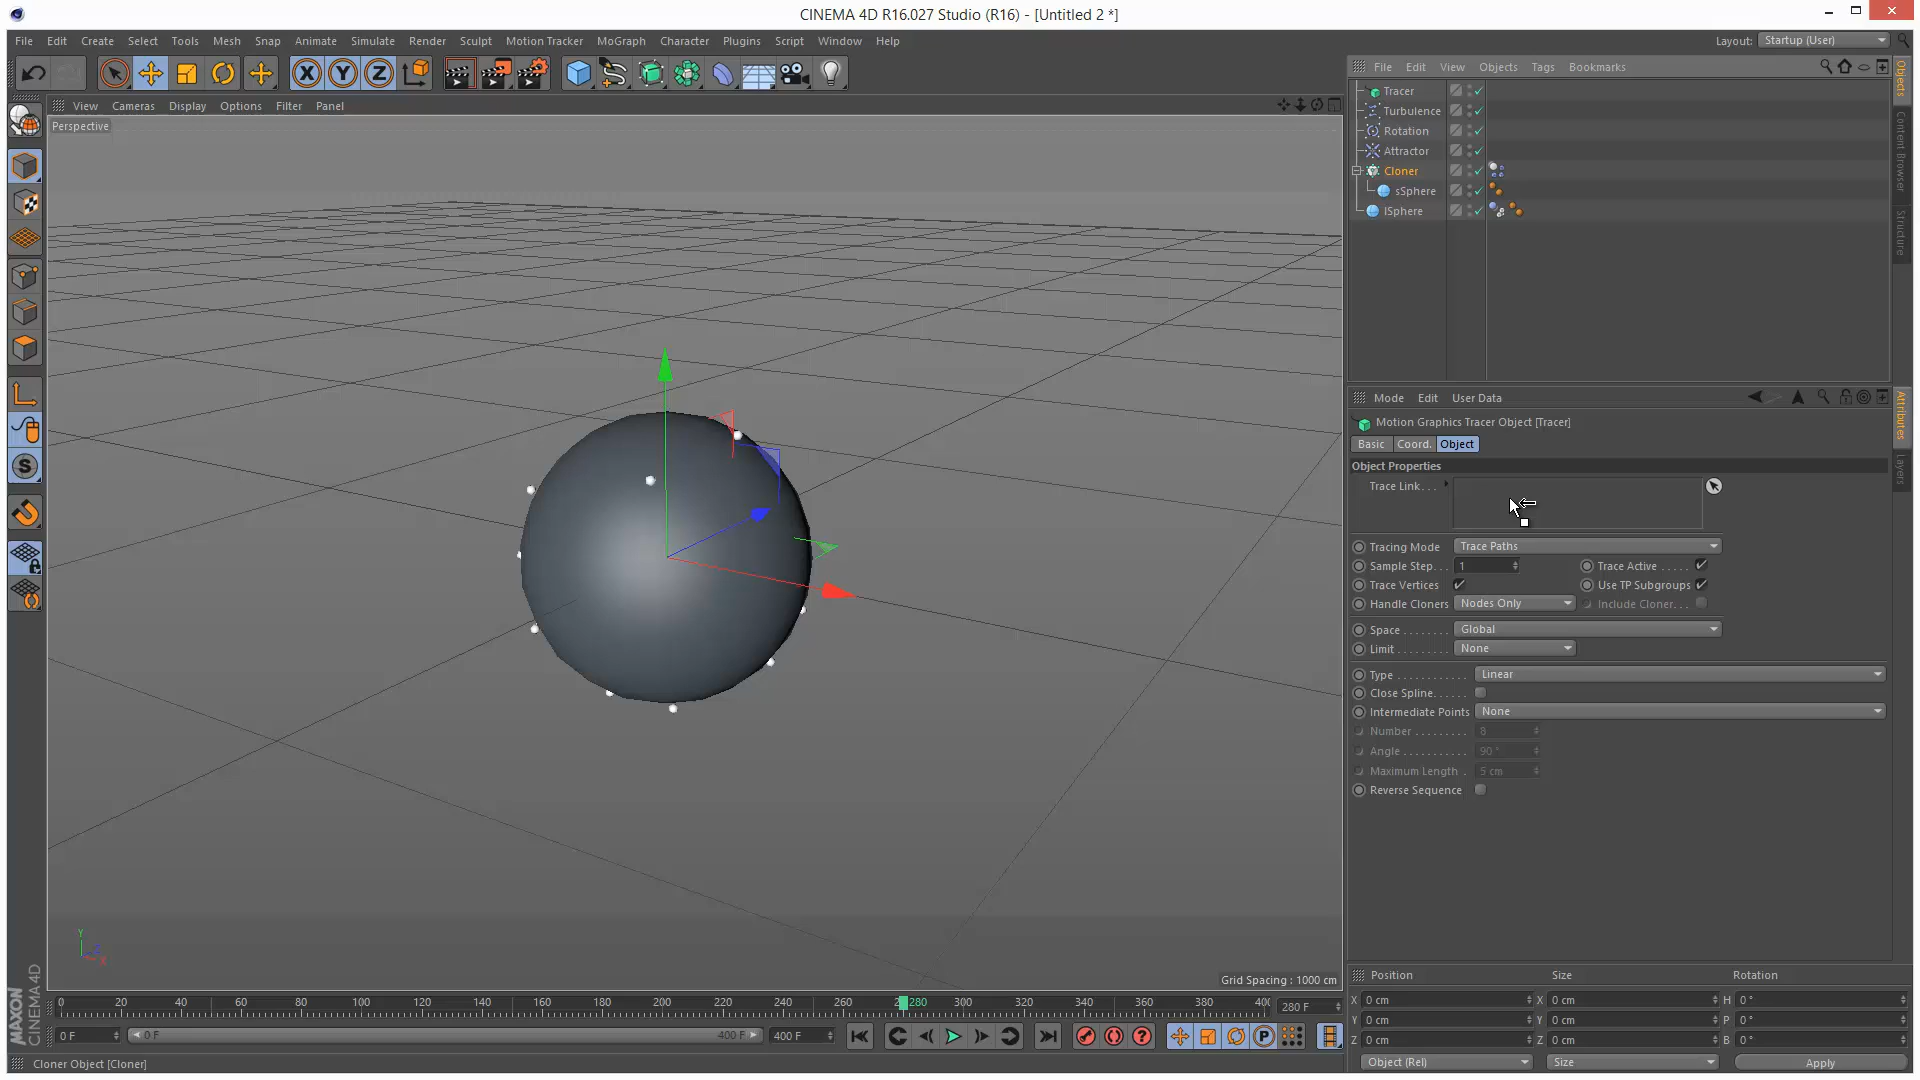 CINEMA 4D R16.027 Studio (R16) - [Untitled 2 *]
File Edit Create Select Tools Mesh Snap Animate Simulate Render Sculpt Motion Tracker MoGraph Character Plugins Script Window Help
Layout: Startup (User)
X Y Z
File Edit View Objects Tags Bookmarks
Tracer
Turbulence
Rotation
Attractor
Cloner
sSphere
lSphere
Objects
Content Browser
Structure
View Cameras Display Options Filter Panel
Perspective
Mode Edit User Data
Motion Graphics Tracer Object [Tracer]
Basic Coord. Object
Object Properties
Trace Link. . .
Tracing Mode Trace Paths
Sample Step. . . 1 Trace Active . . . . .
Trace Vertices Use TP Subgroups
Handle Cloners Nodes Only Include Cloner. . .
Space . . . . . . . . Global
Limit . . . . . . . . None
Type . . . . . . . . . . . . Linear
Close Spline. . . . . .
Intermediate Points None
Number . . . . . . . . . 8
Angle . . . . . . . . . . . 90 °
Maximum Length . 5 cm
Reverse Sequence
Attributes
Layers
S
Y
Z
X
Grid Spacing : 1000 cm
MAXON
CINEMA 4D
0 20 40 60 80 100 120 140 160 180 200 220 240 260 280 300 320 340 360 380 400
280 F
0 F 0 F 400 F 400 F
P
Position Size Rotation
X 0 cm X 0 cm H 0 °
Y 0 cm Y 0 cm P 0 °
Z 0 cm Z 0 cm B 0 °
Object (Rel) Size Apply
Cloner Object [Cloner]